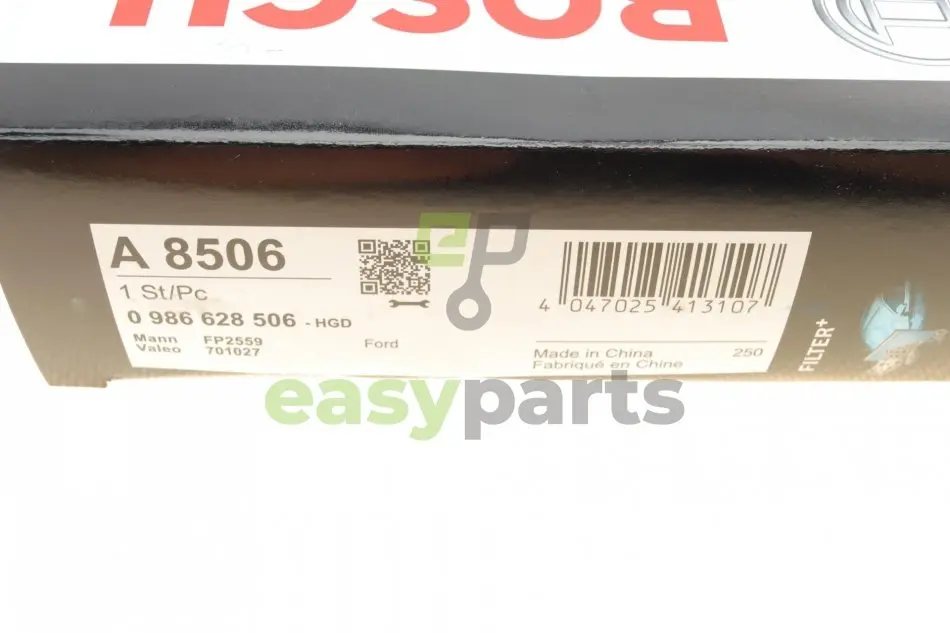 BOSCH
A 8506
1 St/Pc
0 986 628 506 - HGD
Mann FP2559
Valeo 701027
Ford
4 047025 413107
Made in China 250
Fabriqué en Chine
FILTER+
EP
easyparts